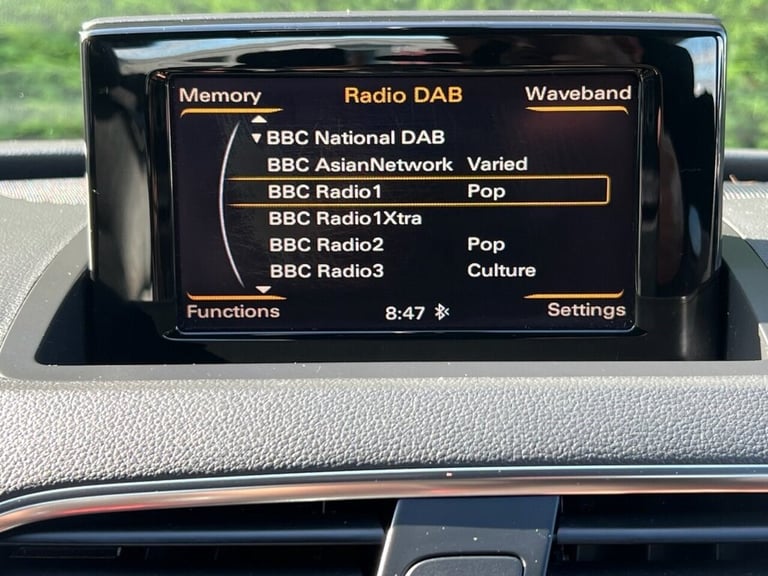 Memory Radio DAB Waveband
BBC National DAB
BBC AsianNetwork Varied
BBC Radio1 Pop
BBC Radio1Xtra
BBC Radio2 Pop
BBC Radio3 Culture
Functions 8:47 Settings